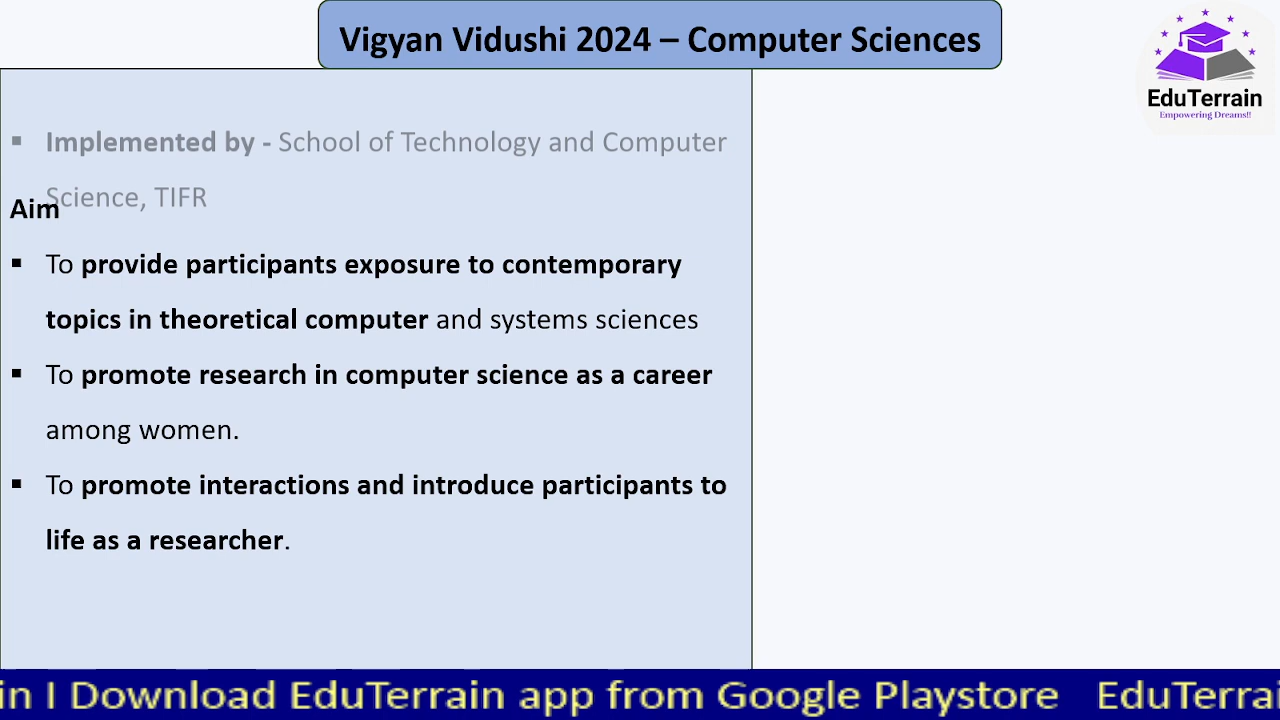 Vigyan Vidushi 2024 – Computer Sciences
EduTerrain
Empowering Dreams!!
▪ Implemented by - School of Technology and Computer
Science, TIFR
Aim
▪ To provide participants exposure to contemporary
topics in theoretical computer and systems sciences
▪ To promote research in computer science as a career
among women.
▪ To promote interactions and introduce participants to
life as a researcher.
in I Download EduTerrain app from Google Playstore EduTerrai